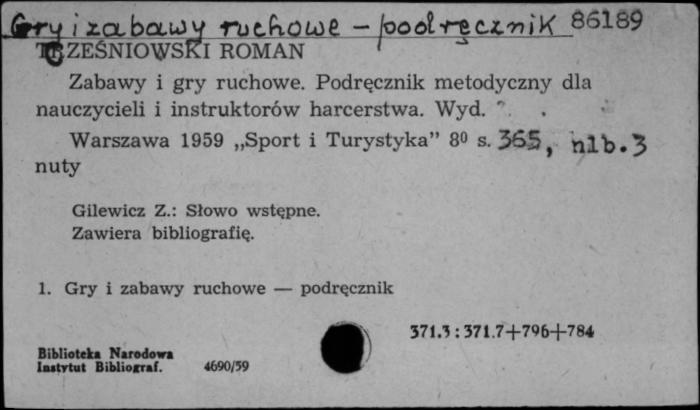 Gry i zabawy ruchowe – podręcznik 86189
TRZEŚNIOWSKI ROMAN
Zabawy i gry ruchowe. Podręcznik metodyczny dla
nauczycieli i instruktorów harcerstwa. Wyd.
Warszawa 1959 „Sport i Turystyka” 8⁰ s. 365, nlb. 3
nuty
Gilewicz Z.: Słowo wstępne.
Zawiera bibliografię.
1. Gry i zabawy ruchowe — podręcznik
371.3 : 371.7+796+784
Biblioteka Narodowa
Instytut Bibliograf. 4690/59